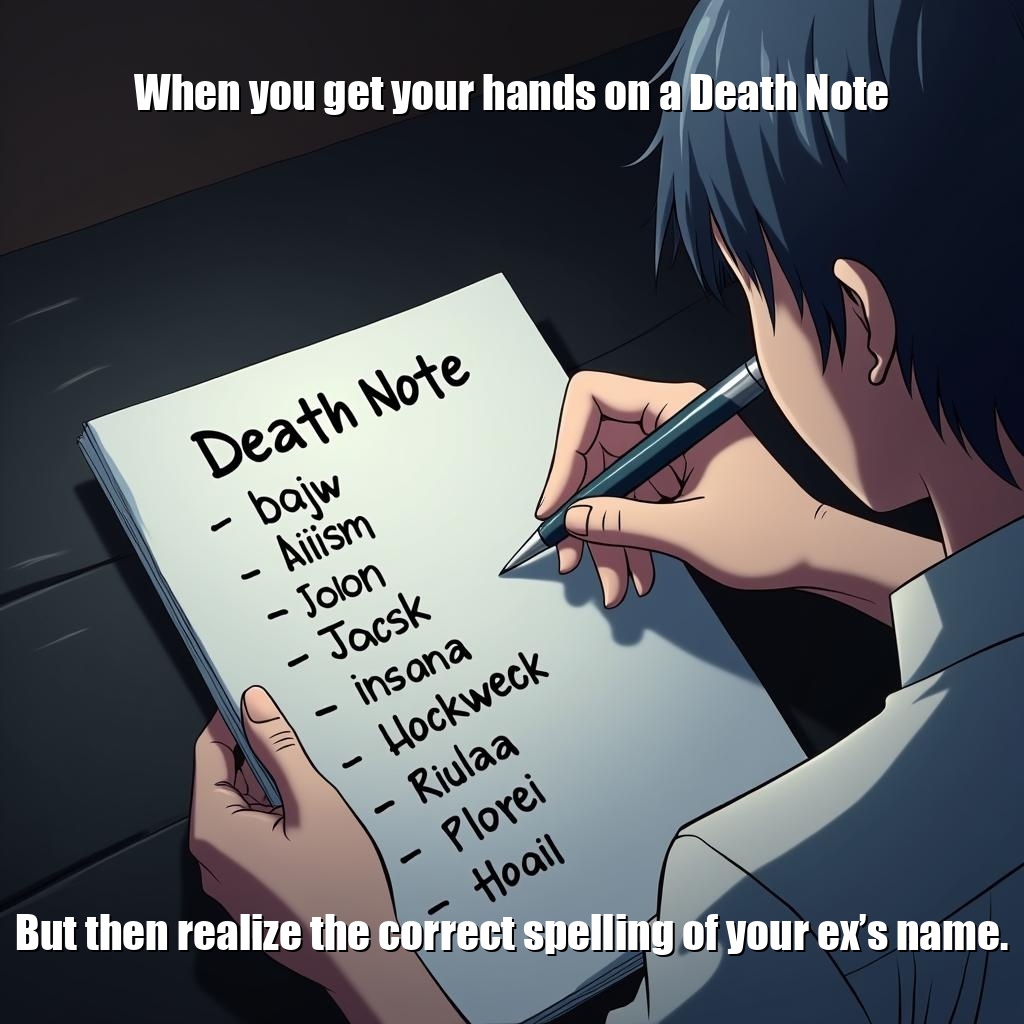 When you get your hands on a Death Note
Death Note
- bajw
- Aiiism
- Jolon
- Jacsk
- insana
- Hockweck
- Riulaa
- Plorei
- Hoail
But then realize the correct spelling of your ex’s name.